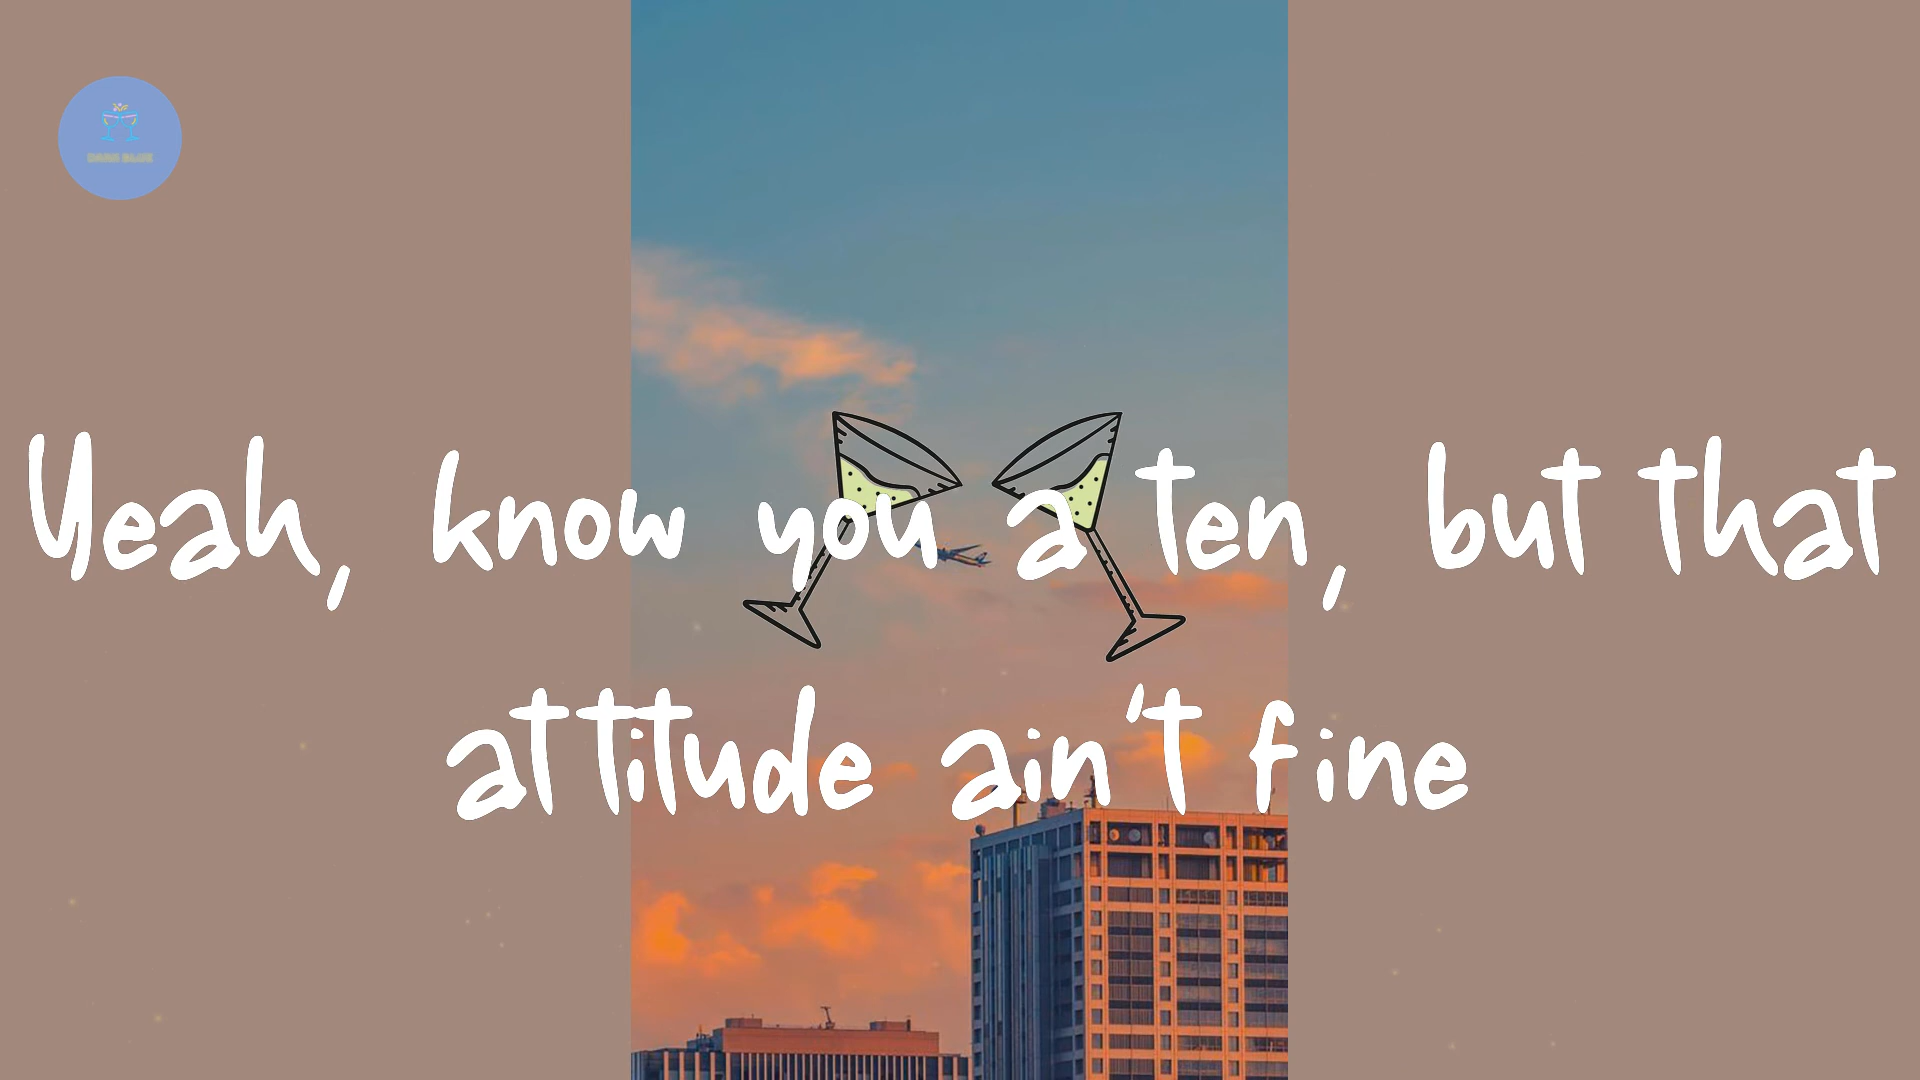 Yeah, know you a ten, but that
attitude ain't fine